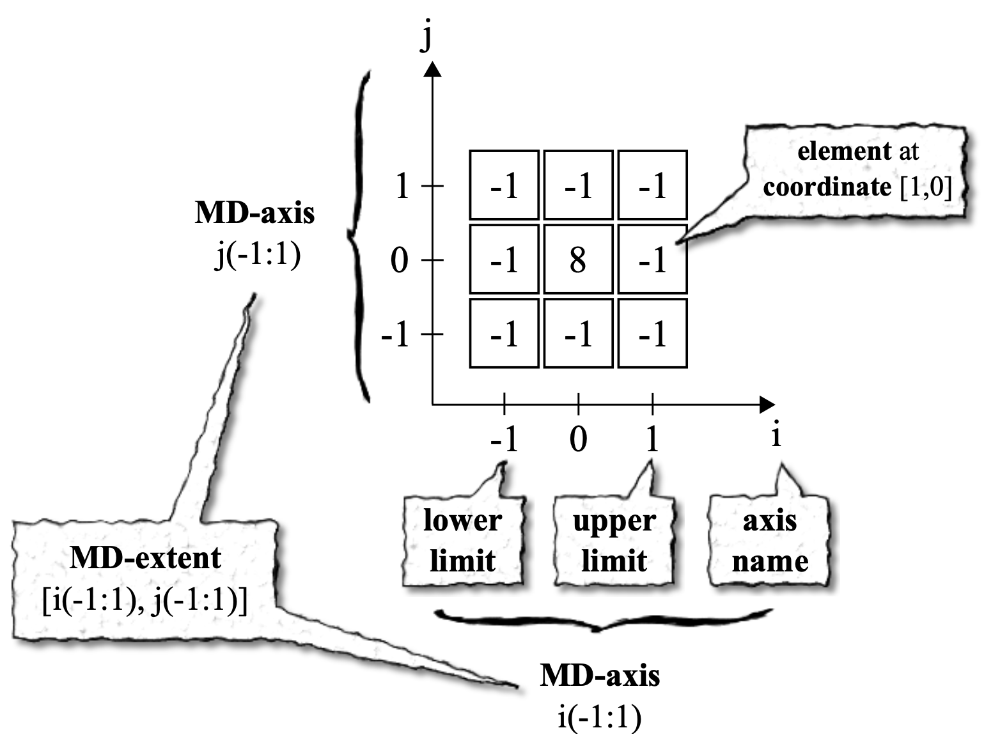 j
element at
coordinate [1,0]
1 -1 -1 -1
MD-axis
j(-1:1)
0 -1 8 -1
-1 -1 -1 -1
-1 0 1 i
lower
limit
upper
limit
axis
name
MD-extent
[i(-1:1), j(-1:1)]
MD-axis
i(-1:1)